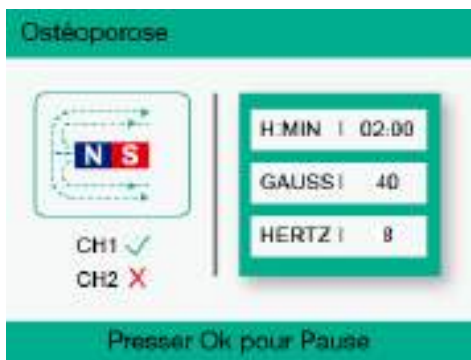 Ostéoporose
N S
CH1 ✓
CH2 X
H:MIN | 02:00
GAUSS | 40
HERTZ | 8
Presser Ok pour Pause